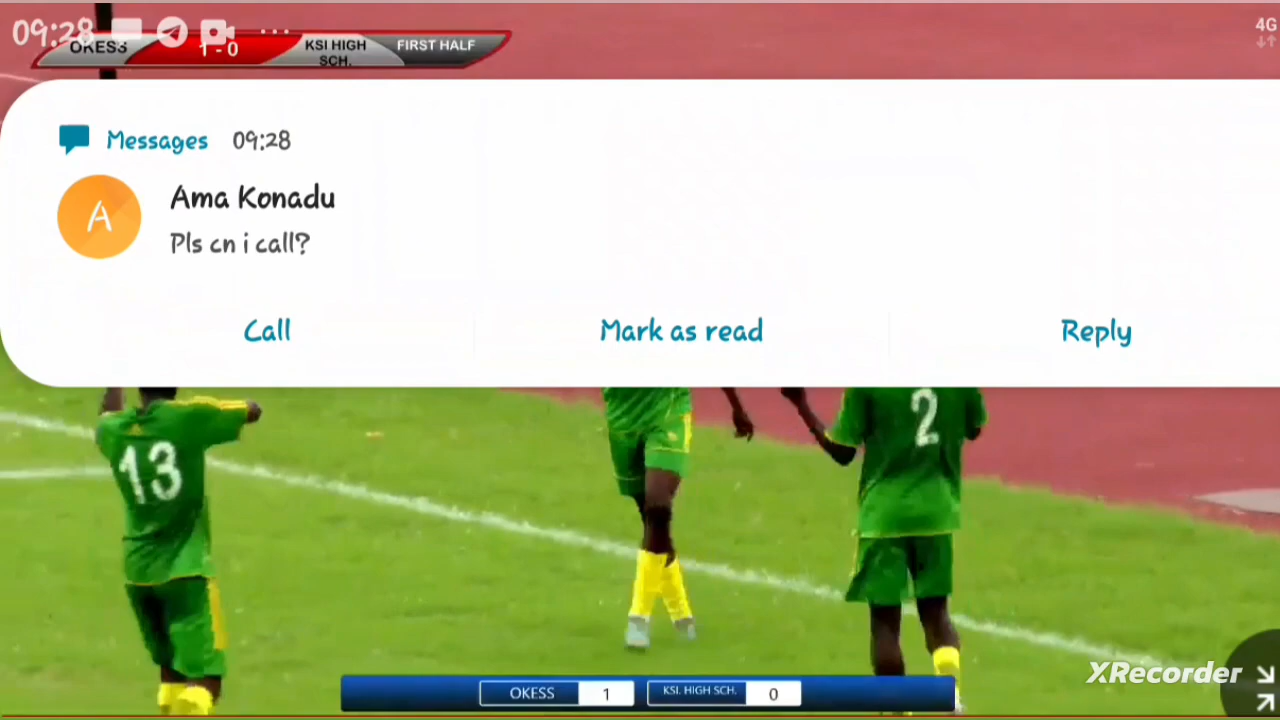 09:28
4G
OKESS
1 - 0
KSI HIGH
SCH.
FIRST HALF
Messages 09:28
A
Ama Konadu
Pls cn i call?
Call
Mark as read
Reply
13
2
XRecorder
OKESS 1
KSI. HIGH SCH. 0